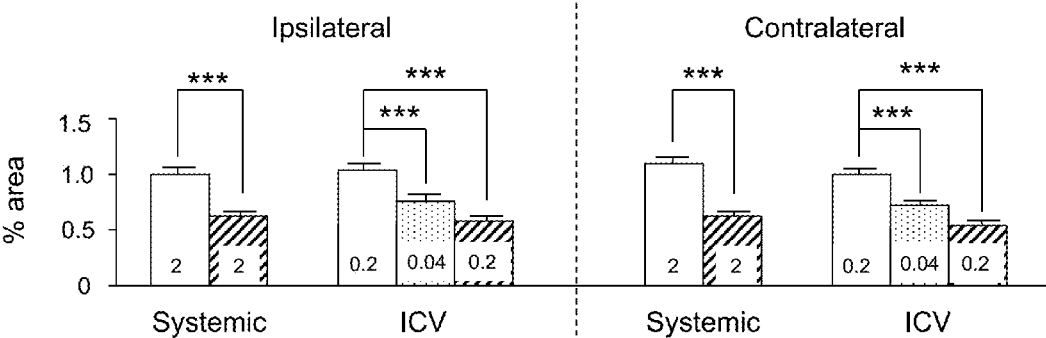 Ipsilateral Contralateral
*** *** *** ***
*** ***
1.5
1.0
0.5
0
% area
2 2 0.2 0.04 0.2 2 2 0.2 0.04 0.2
Systemic ICV Systemic ICV